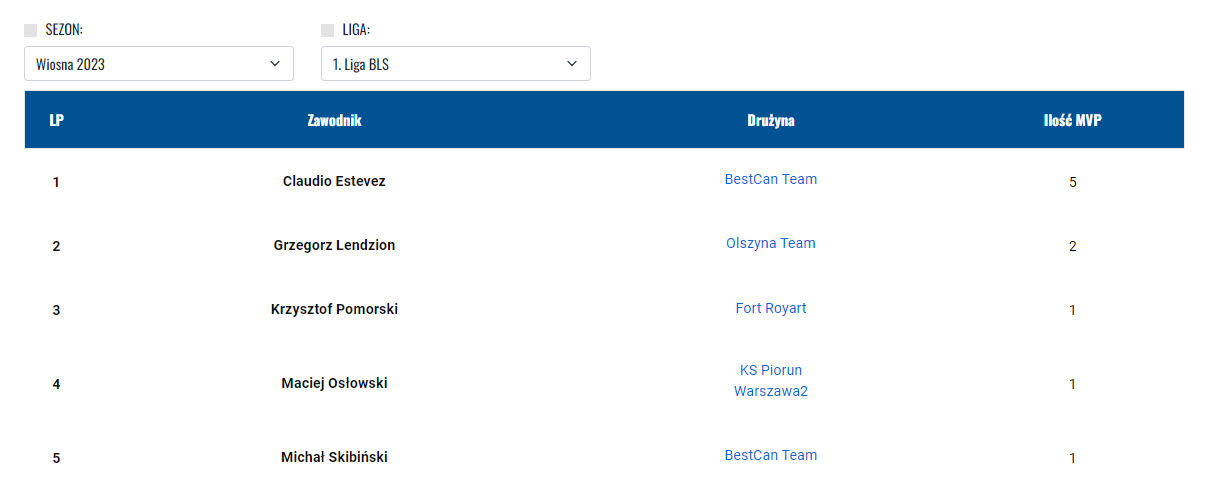 SEZON: LIGA:
Wiosna 2023 1. Liga BLS
LP Zawodnik Drużyna Ilość MVP
1 Claudio Estevez BestCan Team 5
2 Grzegorz Lendzion Olszyna Team 2
3 Krzysztof Pomorski Fort Royart 1
4 Maciej Osłowski KS Piorun
Warszawa2 1
5 Michał Skibiński BestCan Team 1